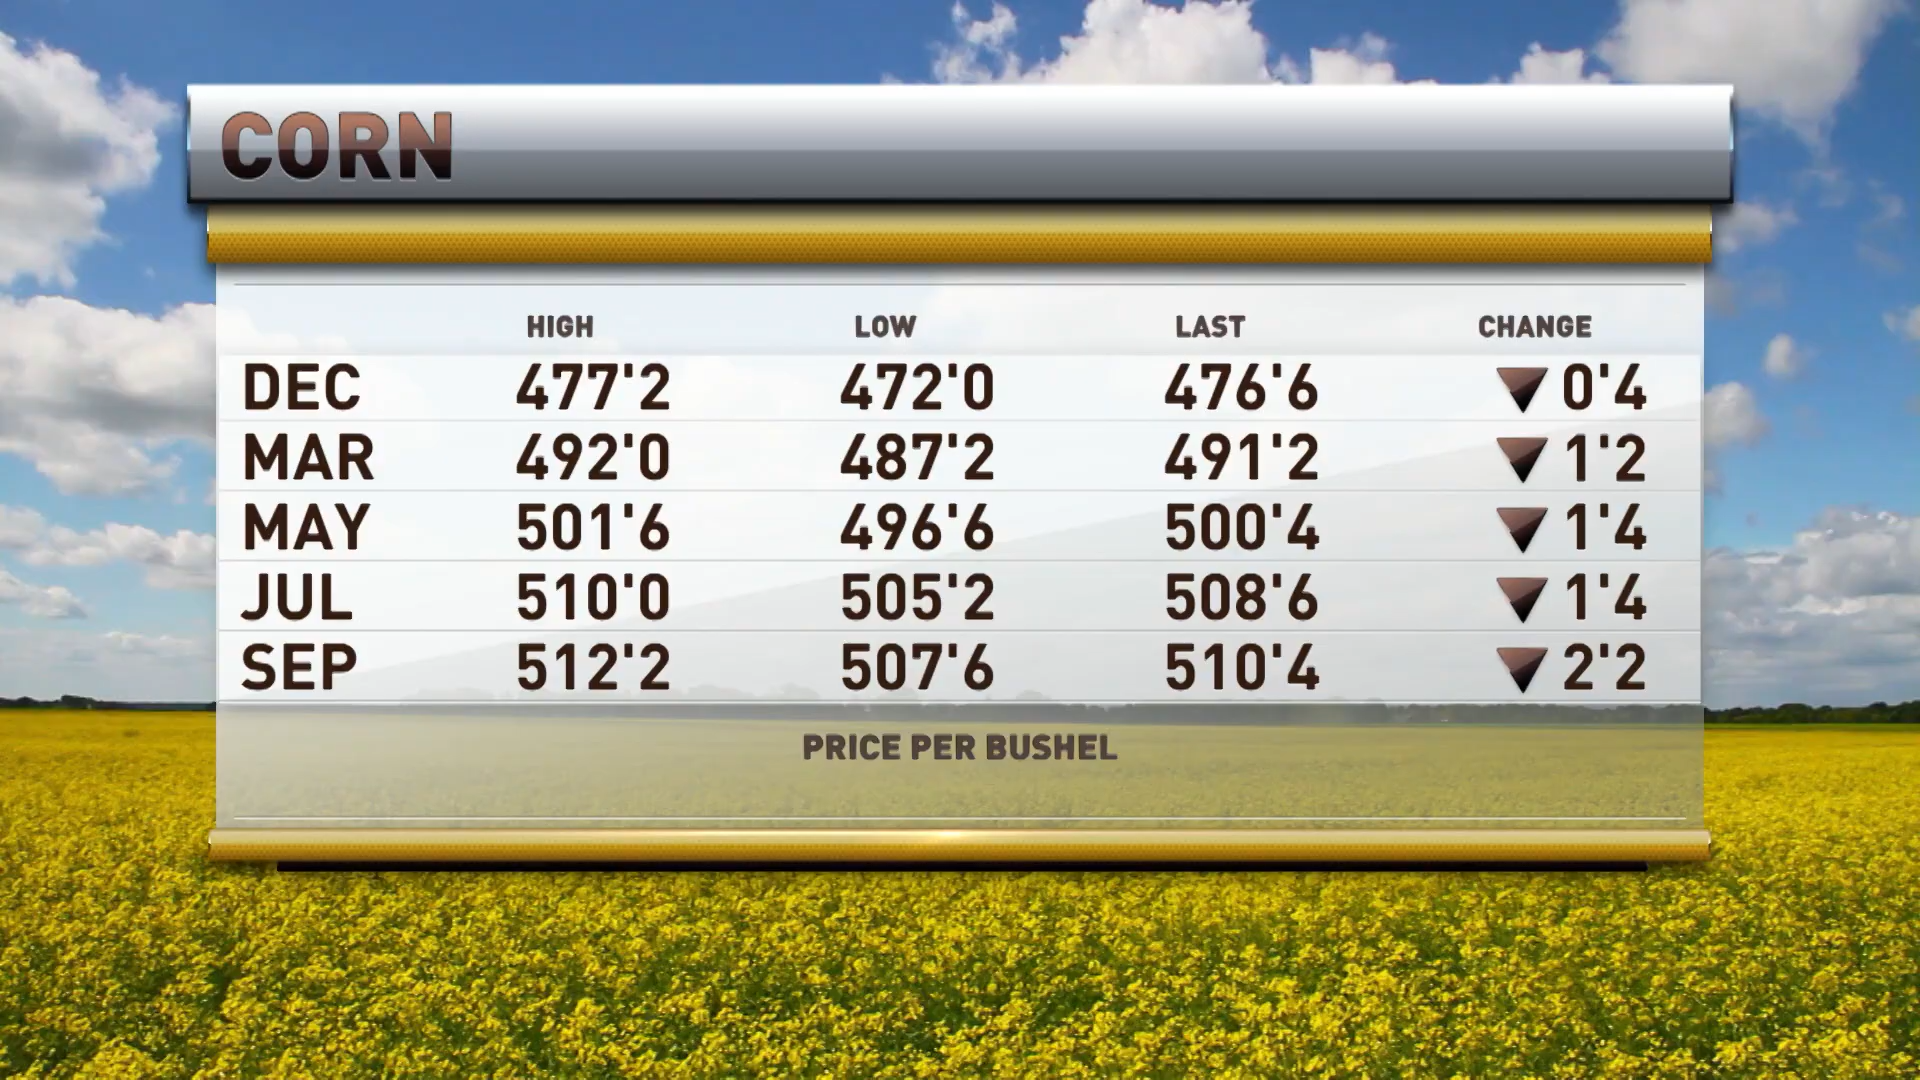 CORN
HIGH LOW LAST CHANGE
DEC 477'2 472'0 476'6 ▼ 0'4
MAR 492'0 487'2 491'2 ▼ 1'2
MAY 501'6 496'6 500'4 ▼ 1'4
JUL 510'0 505'2 508'6 ▼ 1'4
SEP 512'2 507'6 510'4 ▼ 2'2
PRICE PER BUSHEL